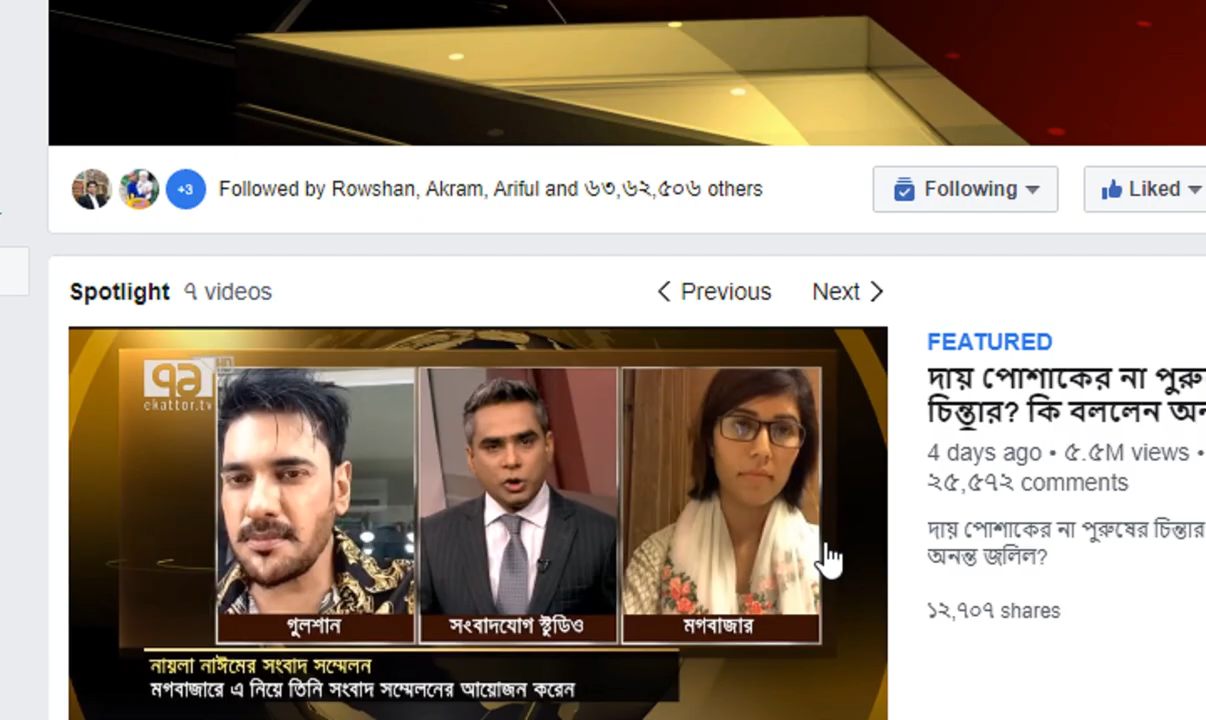 +3 Followed by Rowshan, Akram, Ariful and ৬৩,৬২,৫০৬ others
Following
Liked
Spotlight ৭ videos
Previous
Next
FEATURED
দায় পোশাকের না পুরু
চিন্তার? কি বললেন অন
4 days ago • ৫.৫M views •
২৫,৫৭২ comments
দায় পোশাকের না পুরুষের চিন্তার
অনন্ত জলিল?
১২,৭০৭ shares
৭১ HD
ekattor.tv
গুলশান
সংবাদযোগ স্টুডিও
মগবাজার
নায়লা নাঈমের সংবাদ সম্মেলন
মগবাজারে এ নিয়ে তিনি সংবাদ সম্মেলনের আয়োজন করেন